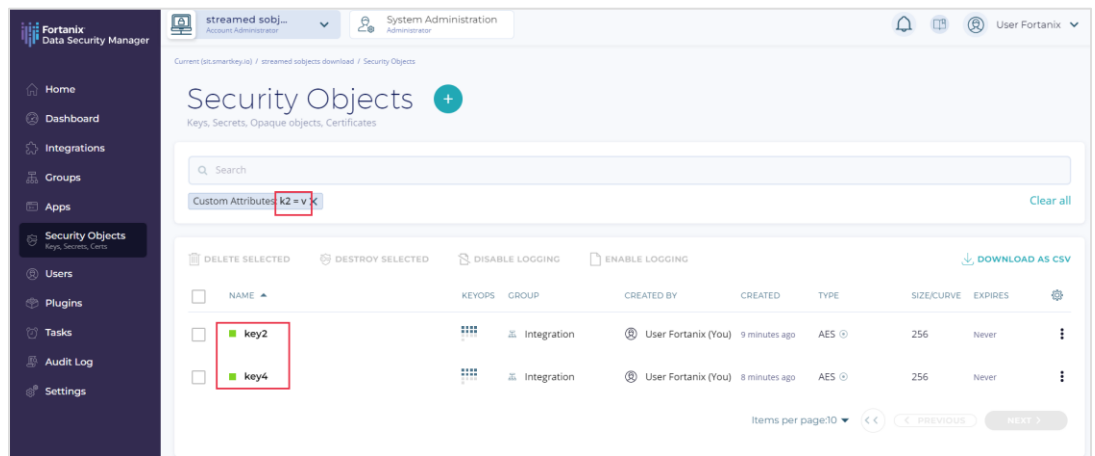 Fortanix
Data Security Manager
streamed sobj...
Account Administrator
System Administration
Administrator
User Fortanix
Current (sit.smartkey.io) / streamed sobjects download / Security Objects
Home
Dashboard
Integrations
Groups
Apps
Security Objects
Keys, Secrets, Certs
Users
Plugins
Tasks
Audit Log
Settings
Security Objects +
Keys, Secrets, Opaque objects, Certificates
Search
Custom Attributes: k2 = v X
Clear all
DELETE SELECTED DESTROY SELECTED DISABLE LOGGING ENABLE LOGGING DOWNLOAD AS CSV
NAME KEYOPS GROUP CREATED BY CREATED TYPE SIZE/CURVE EXPIRES
key2 Integration User Fortanix (You) 9 minutes ago AES 256 Never
key4 Integration User Fortanix (You) 8 minutes ago AES 256 Never
Items per page:10 << < PREVIOUS NEXT >